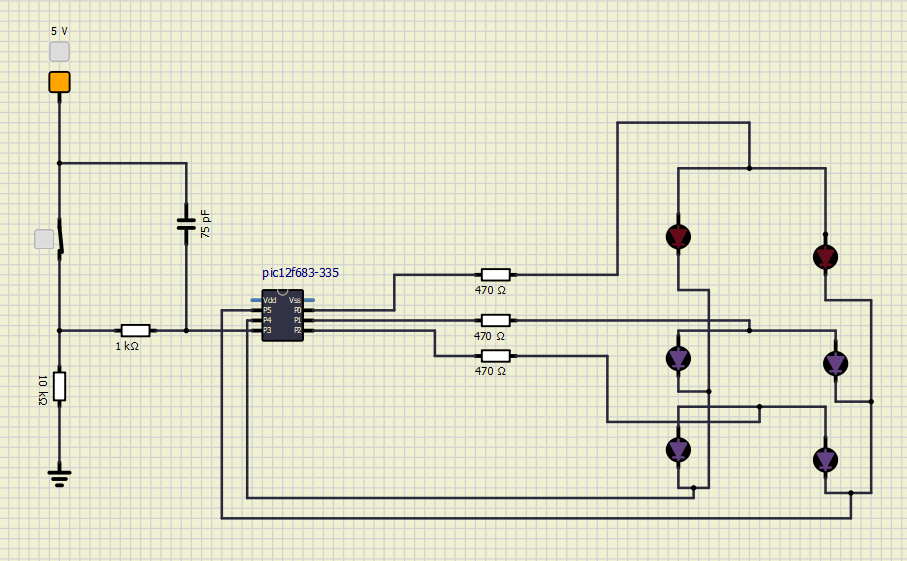 5 V
75 pF
pic12f683-335
Vdd
Vss
P5
P0
P4
P1
P3
P2
470 Ω
470 Ω
470 Ω
1 kΩ
10 kΩ